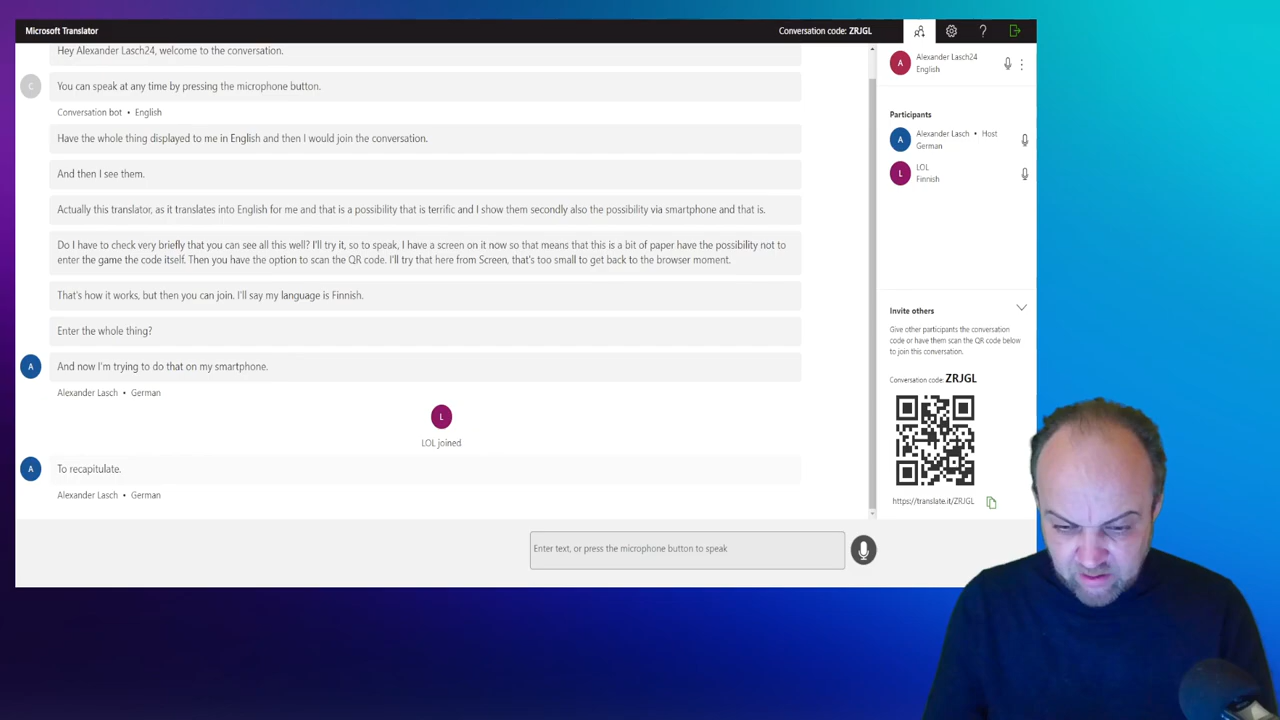 Microsoft Translator
Conversation code: ZRJGL
?
Hey Alexander Lasch24, welcome to the conversation.
C
You can speak at any time by pressing the microphone button.
Conversation bot • English
Have the whole thing displayed to me in English and then I would join the conversation.
And then I see them.
Actually this translator, as it translates into English for me and that is a possibility that is terrific and I show them secondly also the possibility via smartphone and that is.
Do I have to check very briefly that you can see all this well? I'll try it, so to speak, I have a screen on it now so that means that this is a bit of paper have the possibility not to
enter the game the code itself. Then you have the option to scan the QR code. I'll try that here from Screen, that's too small to get back to the browser moment.
That's how it works, but then you can join. I'll say my language is Finnish.
Enter the whole thing?
A
And now I'm trying to do that on my smartphone.
Alexander Lasch • German
L
LOL joined
A
To recapitulate.
Alexander Lasch • German
Enter text, or press the microphone button to speak
A
Alexander Lasch24
English
Participants
A
Alexander Lasch • Host
German
L
LOL
Finnish
Invite others
Give other participants the conversation
code or have them scan the QR code below
to join this conversation.
Conversation code: ZRJGL
https://translate.it/ZRJGL